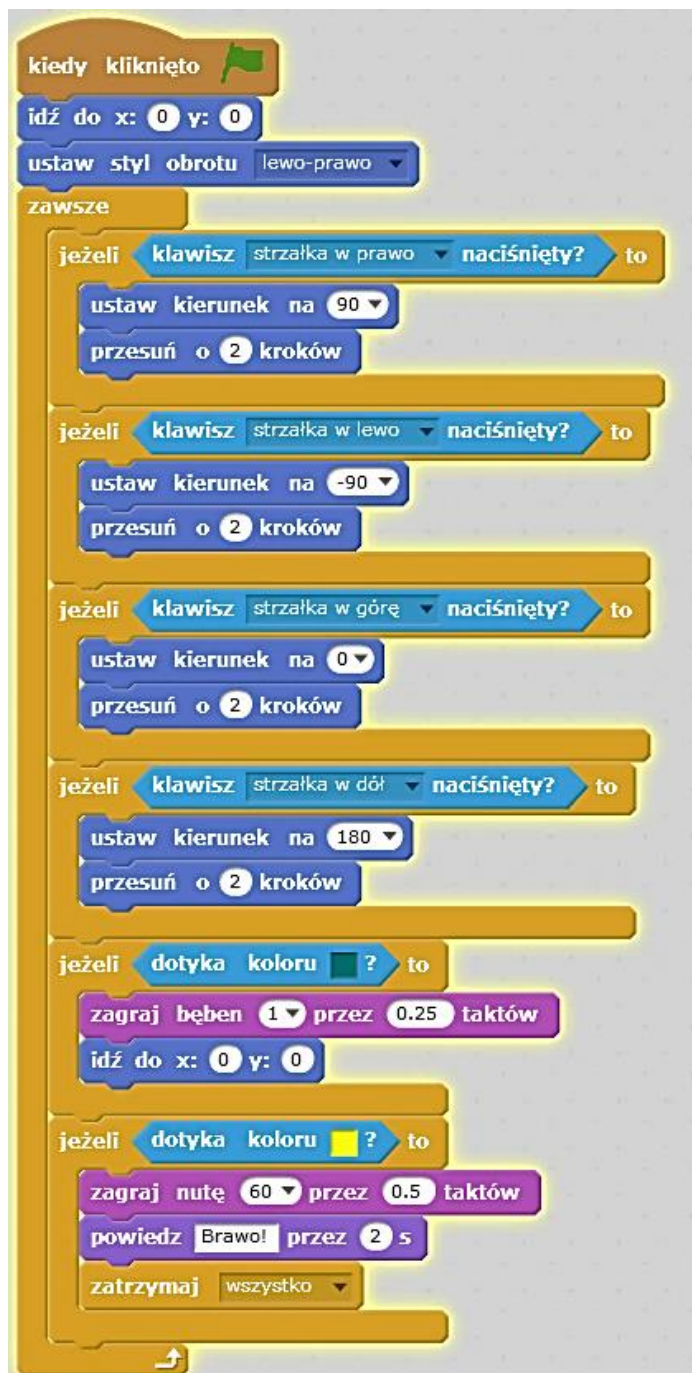 kiedy kliknięto
idź do x: 0 y: 0
ustaw styl obrotu lewo-prawo
zawsze
jeżeli klawisz strzałka w prawo naciśnięty? to
ustaw kierunek na 90
przesuń o 2 kroków
jeżeli klawisz strzałka w lewo naciśnięty? to
ustaw kierunek na -90
przesuń o 2 kroków
jeżeli klawisz strzałka w górę naciśnięty? to
ustaw kierunek na 0
przesuń o 2 kroków
jeżeli klawisz strzałka w dół naciśnięty? to
ustaw kierunek na 180
przesuń o 2 kroków
jeżeli dotyka koloru ? to
zagraj bęben 1 przez 0.25 taktów
idź do x: 0 y: 0
jeżeli dotyka koloru ? to
zagraj nutę 60 przez 0.5 taktów
powiedz Brawo! przez 2 s
zatrzymaj wszystko